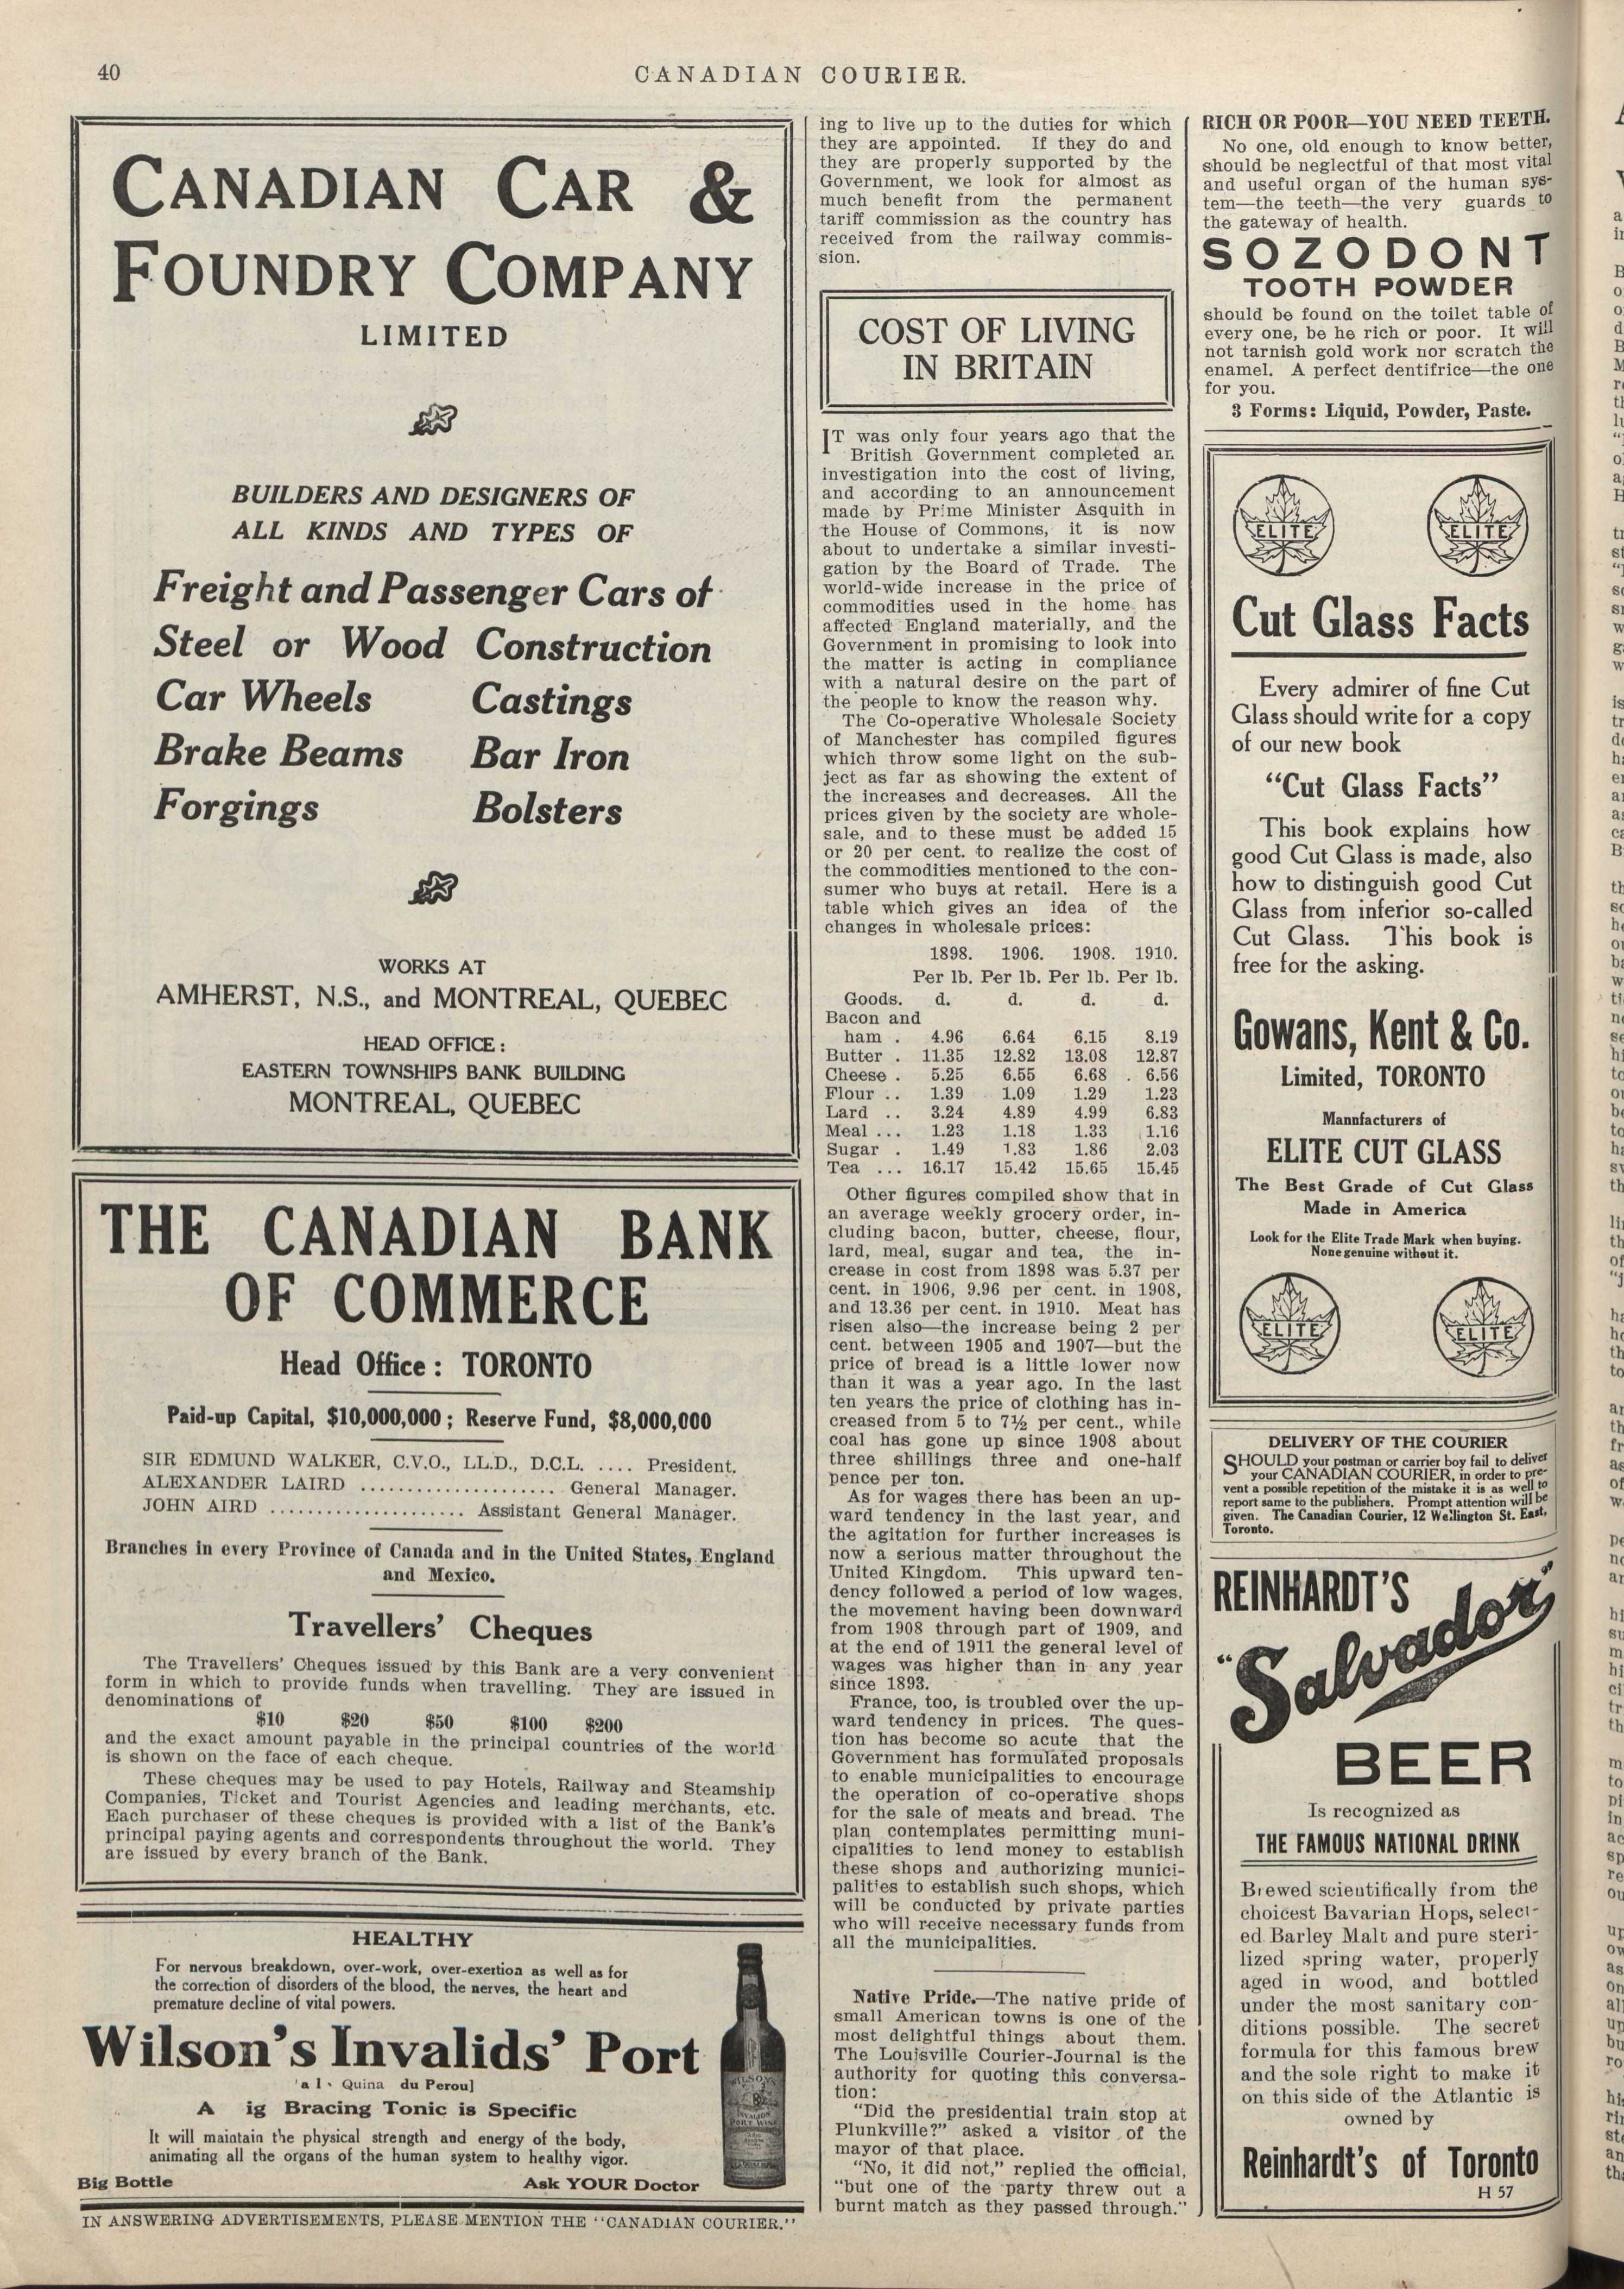 40
CANADIAN COURIER.
CANADIAN CAR &
FOUNDRY COMPANY
LIMITED
BUILDERS AND DESIGNERS OF
ALL KINDS AND TYPES OF
Freight and Passenger Cars of
Steel or Wood Construction
Car Wheels Castings
Brake Beams Bar Iron
Forgings Bolsters
WORKS AT
AMHERST, N.S., and MONTREAL, QUEBEC
HEAD OFFICE:
EASTERN TOWNSHIPS BANK BUILDING
MONTREAL, QUEBEC
THE CANADIAN BANK
OF COMMERCE
Head Office: TORONTO
Paid-up Capital, $10,000,000; Reserve Fund, $8,000,000
SIR EDMUND WALKER, C.V.O., LL.D., D.C.L. .... President.
ALEXANDER LAIRD ...................... General Manager.
JOHN AIRD ...................... Assistant General Manager.
Branches in every Province of Canada and in the United States, England
and Mexico.
Travellers' Cheques
The Travellers' Cheques issued by this Bank are a very convenient
form in which to provide funds when travelling. They are issued in
denominations of
$10 $20 $50 $100 $200
and the exact amount payable in the principal countries of the world
is shown on the face of each cheque.
These cheques may be used to pay Hotels, Railway and Steamship
Companies, Ticket and Tourist Agencies and leading merchants, etc.
Each purchaser of these cheques is provided with a list of the Bank's
principal paying agents and correspondents throughout the world. They
are issued by every branch of the Bank.
HEALTHY
For nervous breakdown, over-work, over-exertion as well as for
the correction of disorders of the blood, the nerves, the heart and
premature decline of vital powers.
Wilson's Invalids' Port
Quina du Perou]
A ig Bracing Tonic is Specific
It will maintain the physical strength and energy of the body,
animating all the organs of the human system to healthy vigor.
Big Bottle Ask YOUR Doctor
WILSON'S
INVALIDS'
PORT WINE
IN ANSWERING ADVERTISEMENTS, PLEASE MENTION THE "CANADIAN COURIER."
ing to live up to the duties for which
they are appointed. If they do and
they are properly supported by the
Government, we look for almost as
much benefit from the permanent
tariff commission as the country has
received from the railway commis-
sion.
COST OF LIVING
IN BRITAIN
IT was only four years ago that the
British Government completed an
investigation into the cost of living,
and according to an announcement
made by Prime Minister Asquith in
the House of Commons, it is now
about to undertake a similar investi-
gation by the Board of Trade. The
world-wide increase in the price of
commodities used in the home has
affected England materially, and the
Government in promising to look into
the matter is acting in compliance
with a natural desire on the part of
the people to know the reason why.
The Co-operative Wholesale Society
of Manchester has compiled figures
which throw some light on the sub-
ject as far as showing the extent of
the increases and decreases. All the
prices given by the society are whole-
sale, and to these must be added 15
or 20 per cent. to realize the cost of
the commodities mentioned to the con-
sumer who buys at retail. Here is a
table which gives an idea of the
changes in wholesale prices:
1898. 1906. 1908. 1910.
Per lb. Per lb. Per lb. Per lb.
Goods. d. d. d. d.
Bacon and
ham . 4.96 6.64 6.15 8.19
Butter . 11.35 12.82 13.08 12.87
Cheese . 5.25 6.55 6.68 . 6.56
Flour .. 1.39 1.09 1.29 1.23
Lard .. 3.24 4.89 4.99 6.83
Meal ... 1.23 1.18 1.33 1.16
Sugar . 1.49 1.83 1.86 2.03
Tea ... 16.17 15.42 15.65 15.45
Other figures compiled show that in
an average weekly grocery order, in-
cluding bacon, butter, cheese, flour,
lard, meal, sugar and tea, the in-
crease in cost from 1898 was 5.37 per
cent. in 1906, 9.96 per cent. in 1908,
and 13.36 per cent. in 1910. Meat has
risen also—the increase being 2 per
cent. between 1905 and 1907—but the
price of bread is a little lower now
than it was a year ago. In the last
ten years the price of clothing has in-
creased from 5 to 7½ per cent., while
coal has gone up since 1908 about
three shillings three and one-half
pence per ton.
As for wages there has been an up-
ward tendency in the last year, and
the agitation for further increases is
now a serious matter throughout the
United Kingdom. This upward ten-
dency followed a period of low wages,
the movement having been downward
from 1908 through part of 1909, and
at the end of 1911 the general level of
wages was higher than in any year
since 1893.
France, too, is troubled over the up-
ward tendency in prices. The ques-
tion has become so acute that the
Government has formulated proposals
to enable municipalities to encourage
the operation of co-operative shops
for the sale of meats and bread. The
plan contemplates permitting muni-
cipalities to lend money to establish
these shops and authorizing munici-
palities to establish such shops, which
will be conducted by private parties
who will receive necessary funds from
all the municipalities.
Native Pride.—The native pride of
small American towns is one of the
most delightful things about them.
The Louisville Courier-Journal is the
authority for quoting this conversa-
tion:
"Did the presidential train stop at
Plunkville?" asked a visitor of the
mayor of that place.
"No, it did not," replied the official,
"but one of the party threw out a
burnt match as they passed through."
RICH OR POOR—YOU NEED TEETH.
No one, old enough to know better,
should be neglectful of that most vital
and useful organ of the human sys-
tem—the teeth—the very guards to
the gateway of health.
SOZODONT
TOOTH POWDER
should be found on the toilet table of
every one, be he rich or poor. It will
not tarnish gold work nor scratch the
enamel. A perfect dentifrice—the one
for you.
3 Forms: Liquid, Powder, Paste.
ELITE ELITE
Cut Glass Facts
Every admirer of fine Cut
Glass should write for a copy
of our new book
"Cut Glass Facts"
This book explains how
good Cut Glass is made, also
how to distinguish good Cut
Glass from inferior so-called
Cut Glass. This book is
free for the asking.
Gowans, Kent & Co.
Limited, TORONTO
Mannfacturers of
ELITE CUT GLASS
The Best Grade of Cut Glass
Made in America
Look for the Elite Trade Mark when buying.
None genuine without it.
ELITE ELITE
DELIVERY OF THE COURIER
SHOULD your postman or carrier boy fail to deliver
your CANADIAN COURIER, in order to pre-
vent a possible repetition of the mistake it is as well to
report same to the publishers. Prompt attention will be
given. The Canadian Courier, 12 Wellington St. East,
Toronto.
REINHARDT'S
"Salvador"
BEER
Is recognized as
THE FAMOUS NATIONAL DRINK
Brewed scientifically from the
choicest Bavarian Hops, select-
ed Barley Malt and pure steri-
lized spring water, properly
aged in wood, and bottled
under the most sanitary con-
ditions possible. The secret
formula for this famous brew
and the sole right to make it
on this side of the Atlantic is
owned by
Reinhardt's of Toronto
H 57